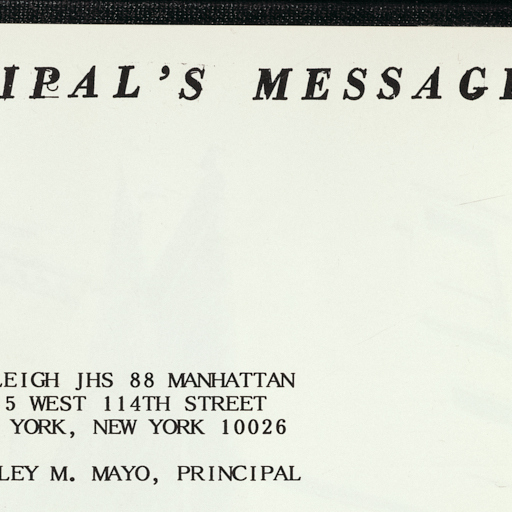 IPAL'S MESSAG
LEIGH JHS 88 MANHATTAN
5 WEST 114TH STREET
YORK, NEW YORK 10026
LEY M. MAYO, PRINCIPAL